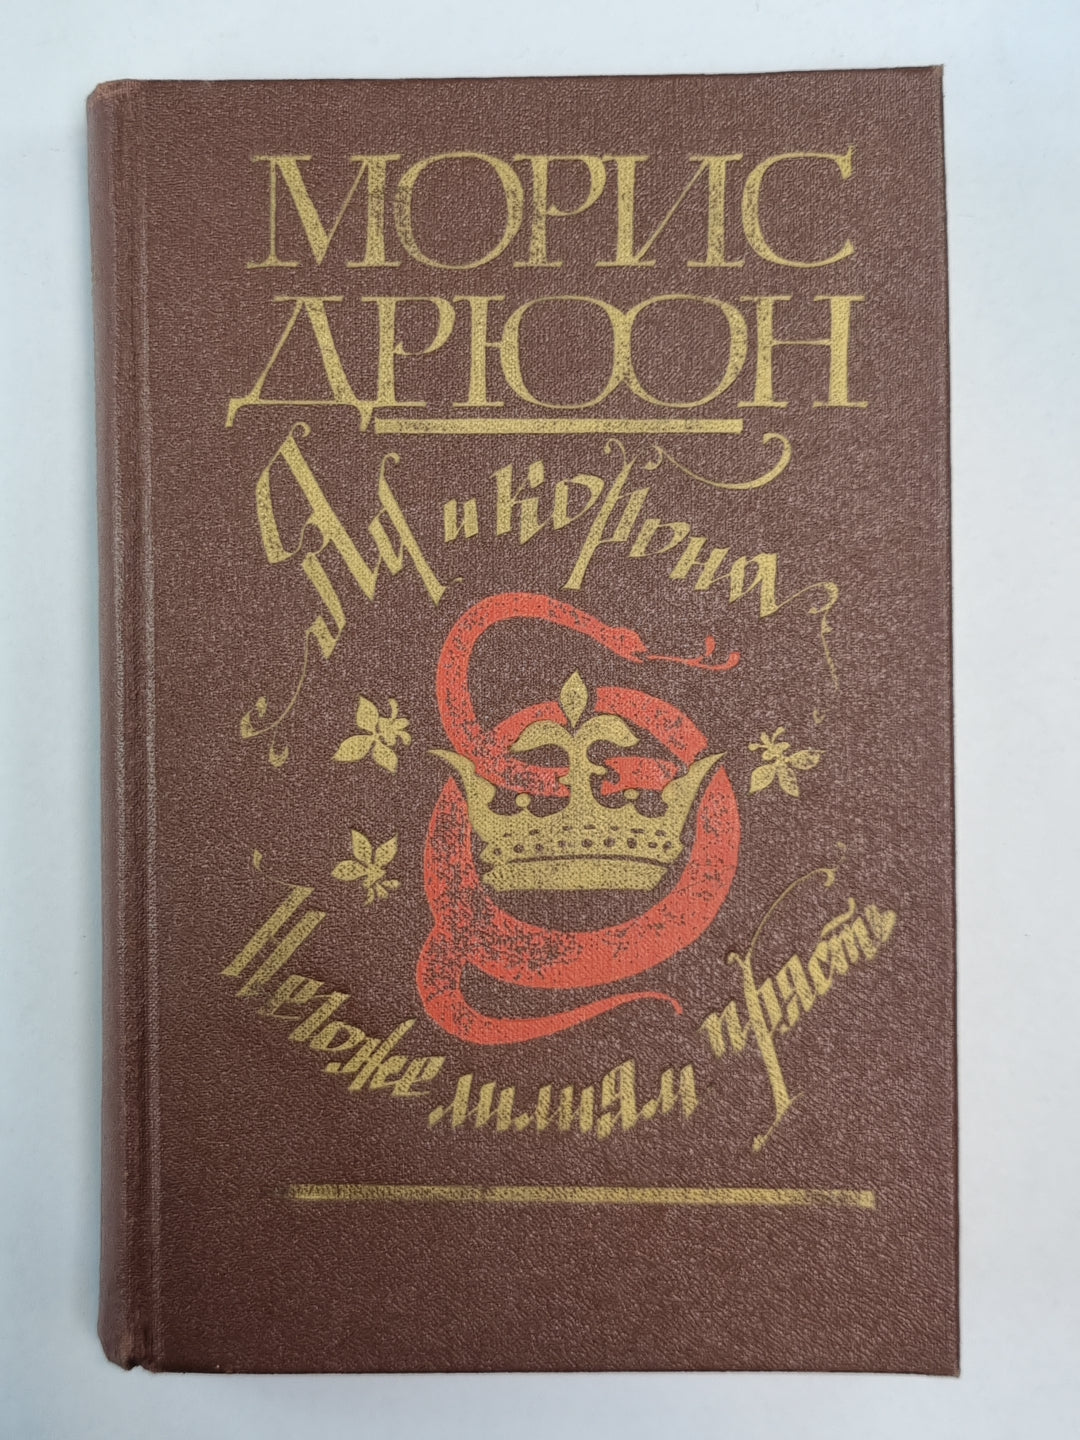 МОРИС
ДРЮОН
Яд и корона
Негоже лилиям прясть